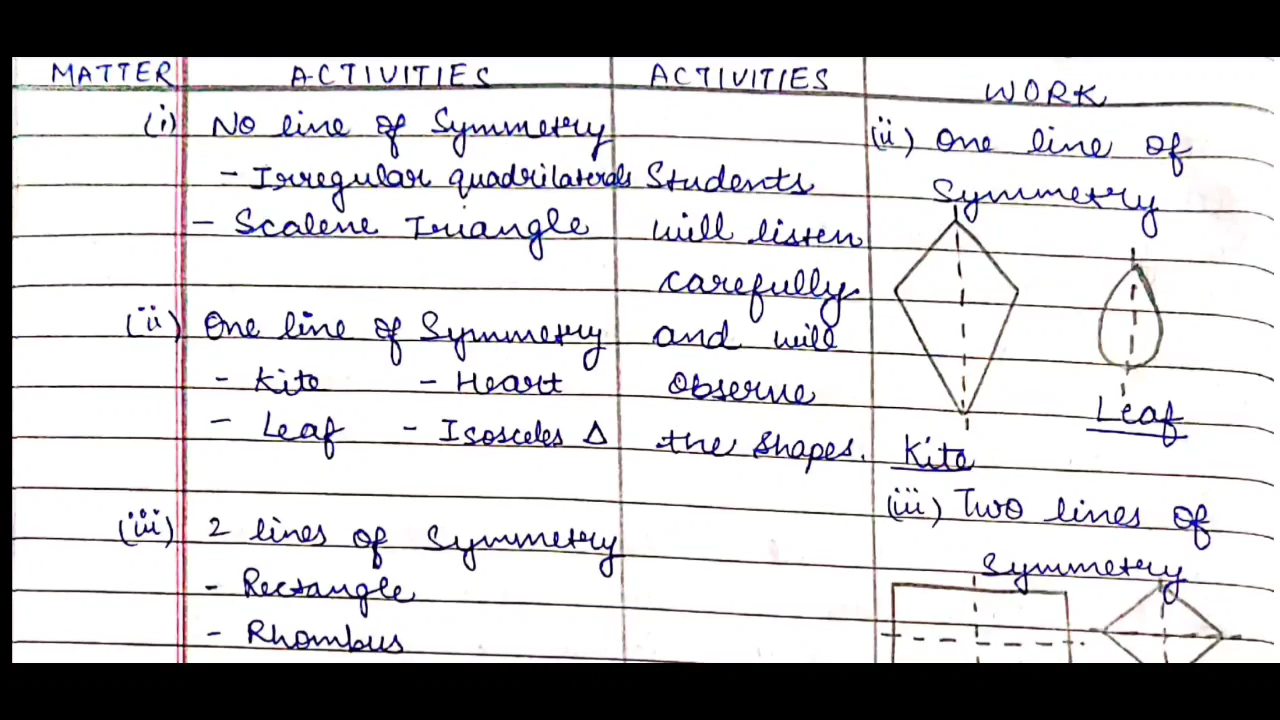 MATTER ACTIVITIES ACTIVITIES WORK
(i) No line of Symmetry
- Irregular quadrilaterals
- Scalene Triangle
(ii) One line of Symmetry
- Kite - Heart
- Leaf - Isosceles Δ
(iii) 2 lines of Symmetry
- Rectangle
- Rhombus
Students
will listen
carefully
and will
observe
the shapes.
(ii) One line of
Symmetry
Leaf
Kite
(iii) Two lines of
Symmetry